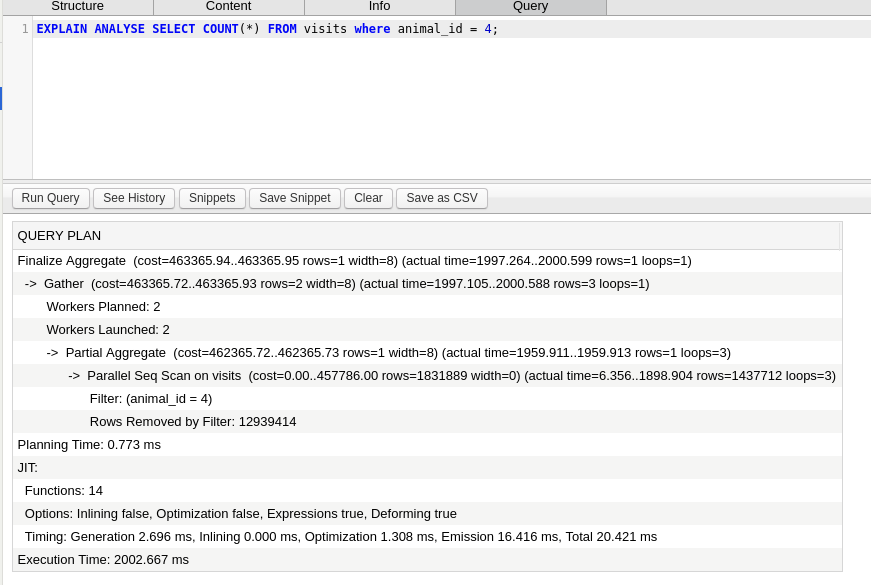 Structure Content Info Query
1 EXPLAIN ANALYSE SELECT COUNT(*) FROM visits where animal_id = 4;
Run Query See History Snippets Save Snippet Clear Save as CSV
QUERY PLAN
Finalize Aggregate (cost=463365.94..463365.95 rows=1 width=8) (actual time=1997.264..2000.599 rows=1 loops=1)
-> Gather (cost=463365.72..463365.93 rows=2 width=8) (actual time=1997.105..2000.588 rows=3 loops=1)
Workers Planned: 2
Workers Launched: 2
-> Partial Aggregate (cost=462365.72..462365.73 rows=1 width=8) (actual time=1959.911..1959.913 rows=1 loops=3)
-> Parallel Seq Scan on visits (cost=0.00..457786.00 rows=1831889 width=0) (actual time=6.356..1898.904 rows=1437712 loops=3)
Filter: (animal_id = 4)
Rows Removed by Filter: 12939414
Planning Time: 0.773 ms
JIT:
Functions: 14
Options: Inlining false, Optimization false, Expressions true, Deforming true
Timing: Generation 2.696 ms, Inlining 0.000 ms, Optimization 1.308 ms, Emission 16.416 ms, Total 20.421 ms
Execution Time: 2002.667 ms